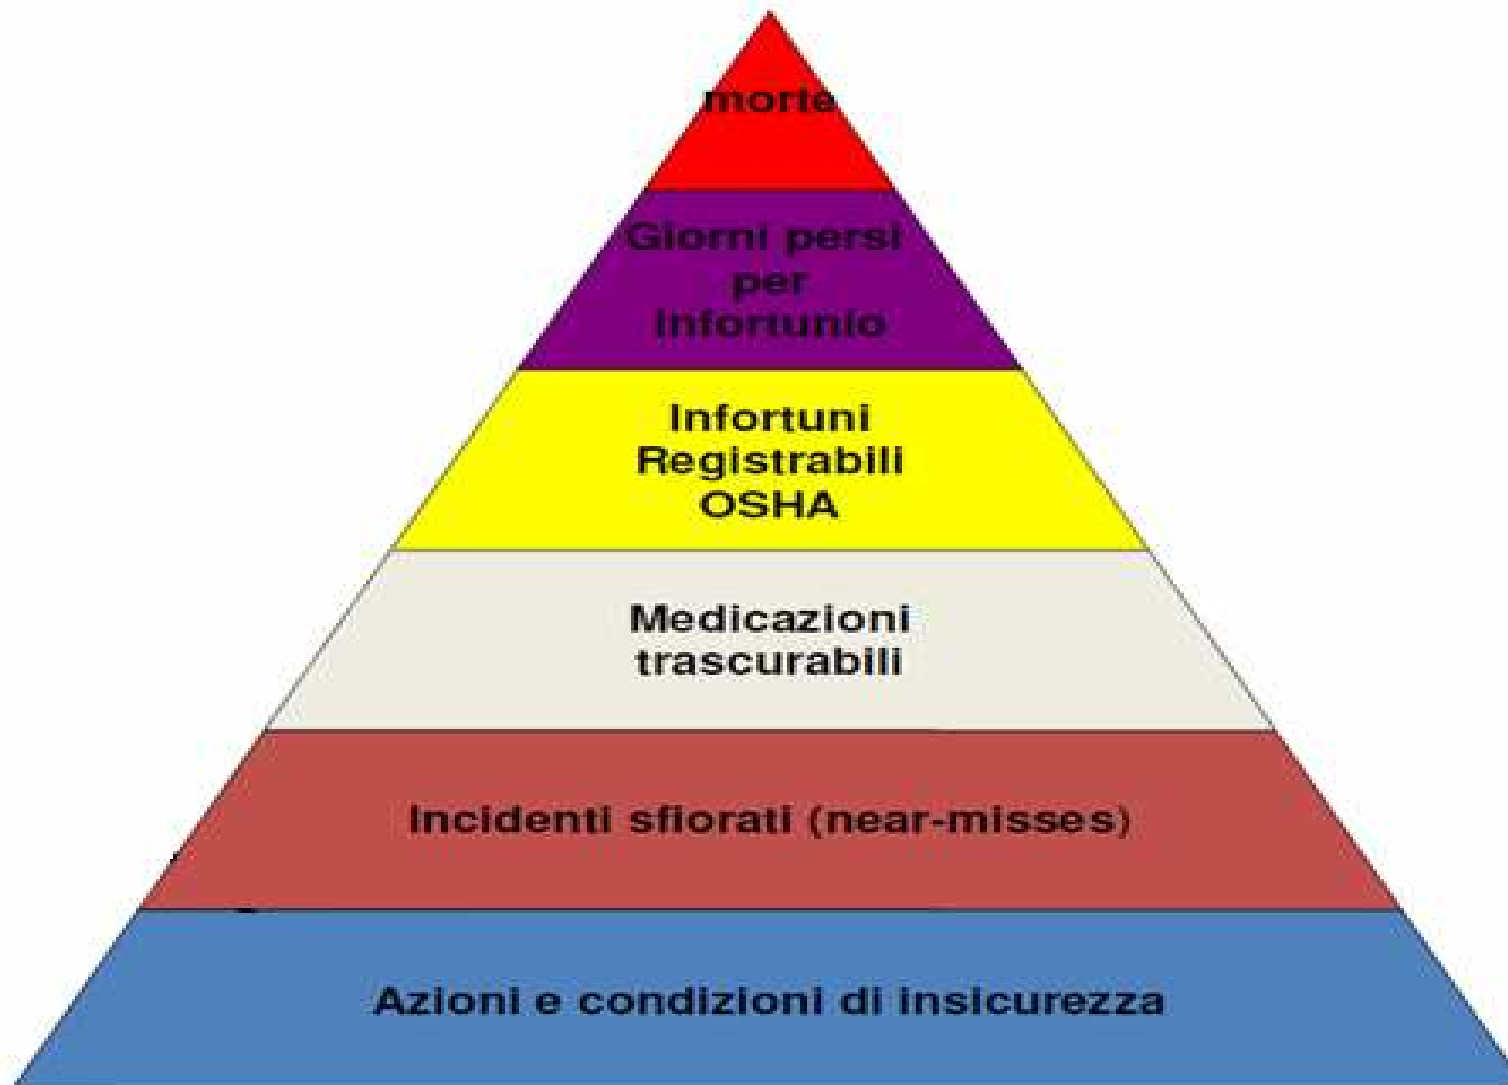 morte
Giorni persi
per
infortunio
Infortuni
Registrabili
OSHA
Medicazioni
trascurabili
Incidenti sfiorati (near-misses)
Azioni e condizioni di insicurezza